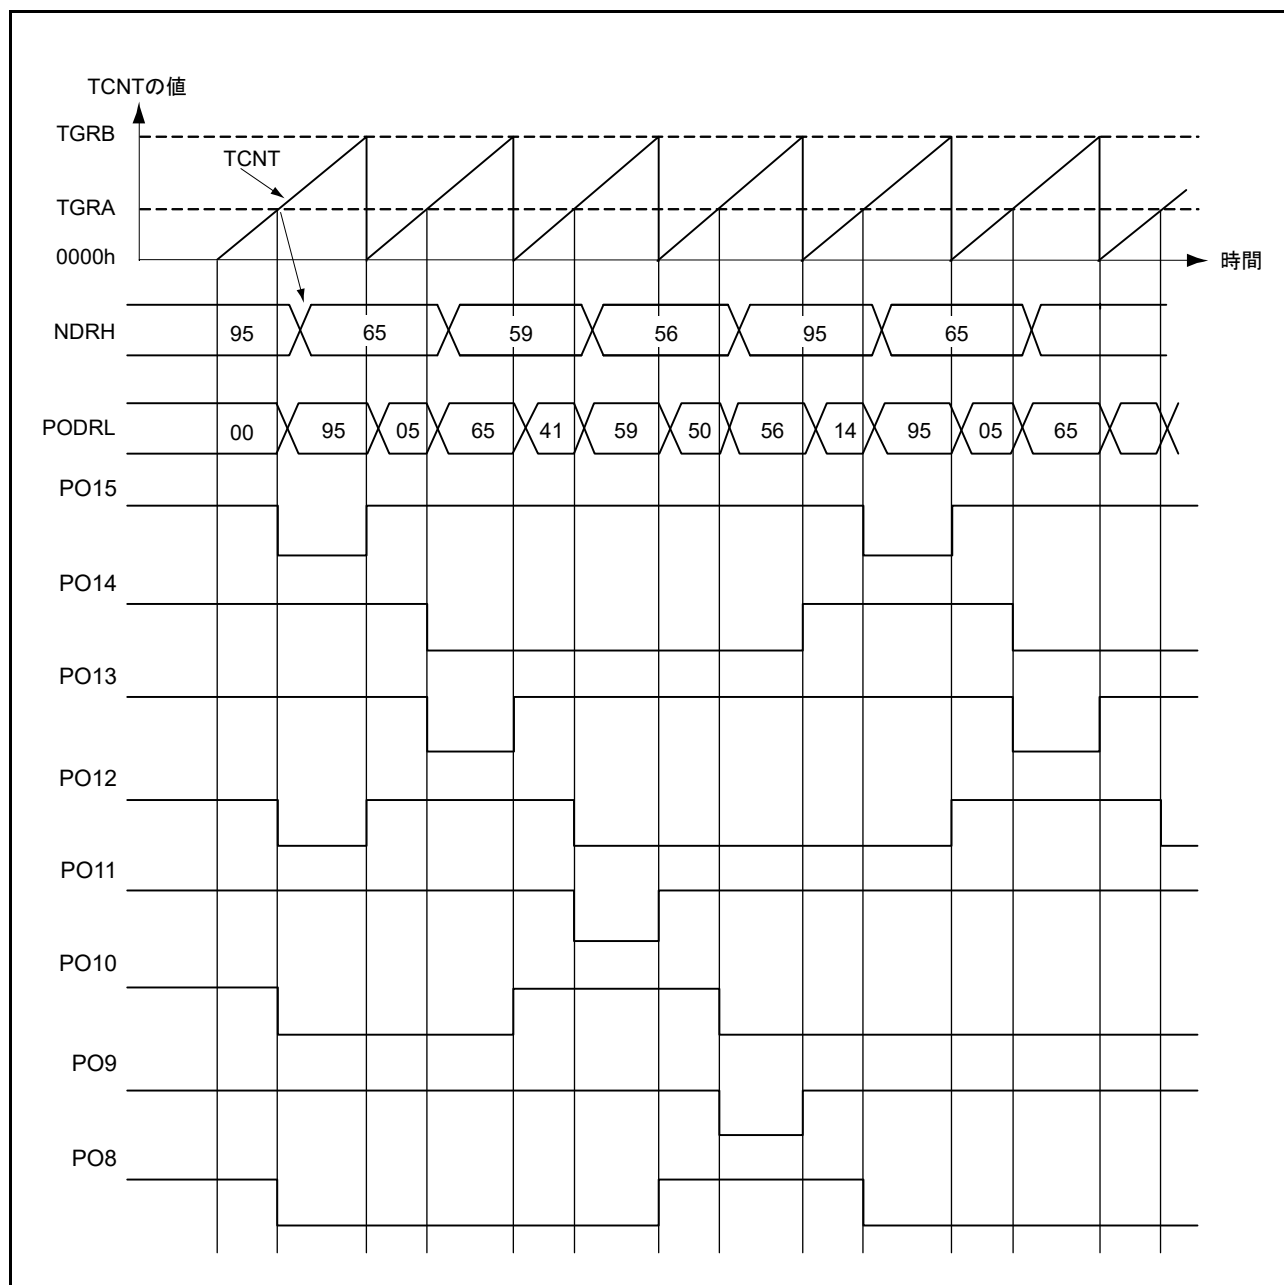 TCNTの値
TGRB
TCNT
TGRA
0000h
時間
NDRH
95 65 59 56 95 65
PODRL
00 95 05 65 41 59 50 56 14 95 05 65
PO15
PO14
PO13
PO12
PO11
PO10
PO9
PO8